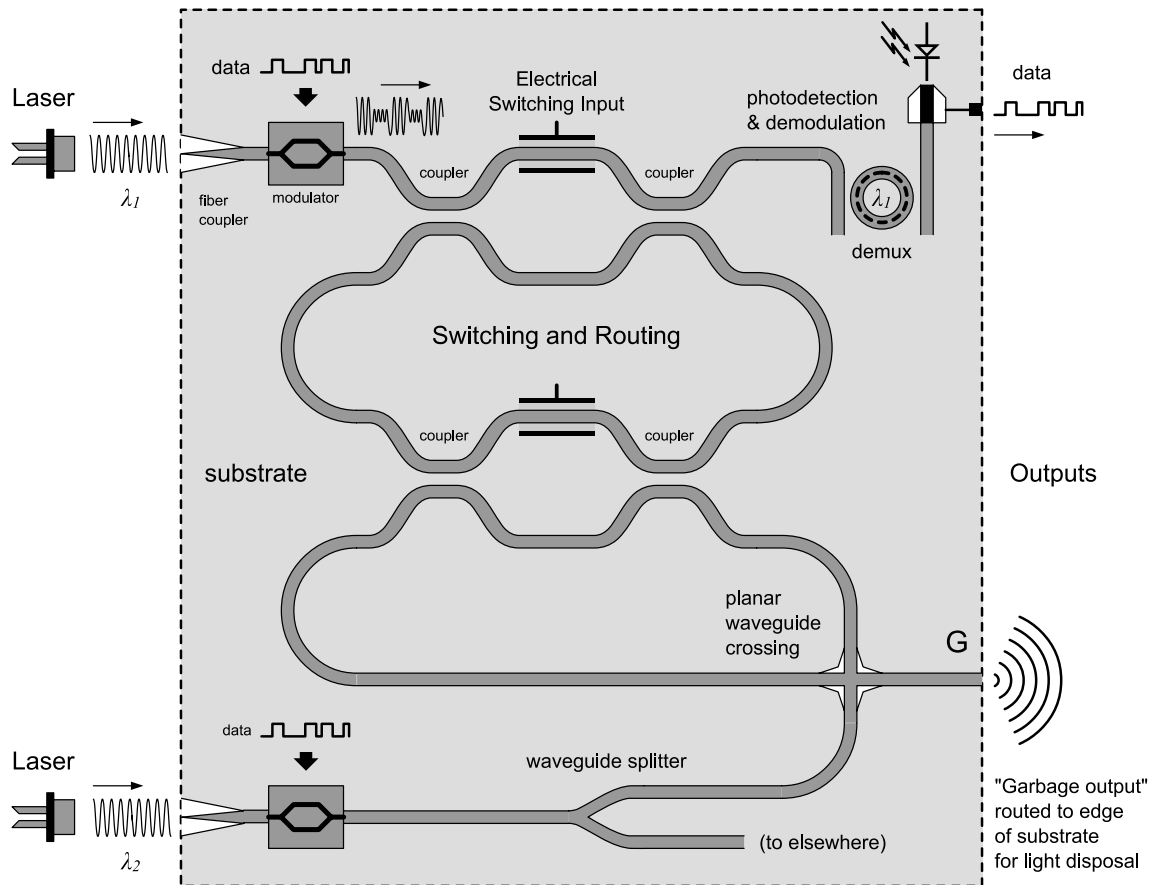 data
Electrical
Switching Input
photodetection
& demodulation
data
Laser
λ1
fiber
coupler
modulator
coupler
coupler
λ1
demux
Switching and Routing
coupler
coupler
substrate
Outputs
planar
waveguide
crossing
G
data
Laser
λ2
waveguide splitter
(to elsewhere)
"Garbage output"
routed to edge
of substrate
for light disposal